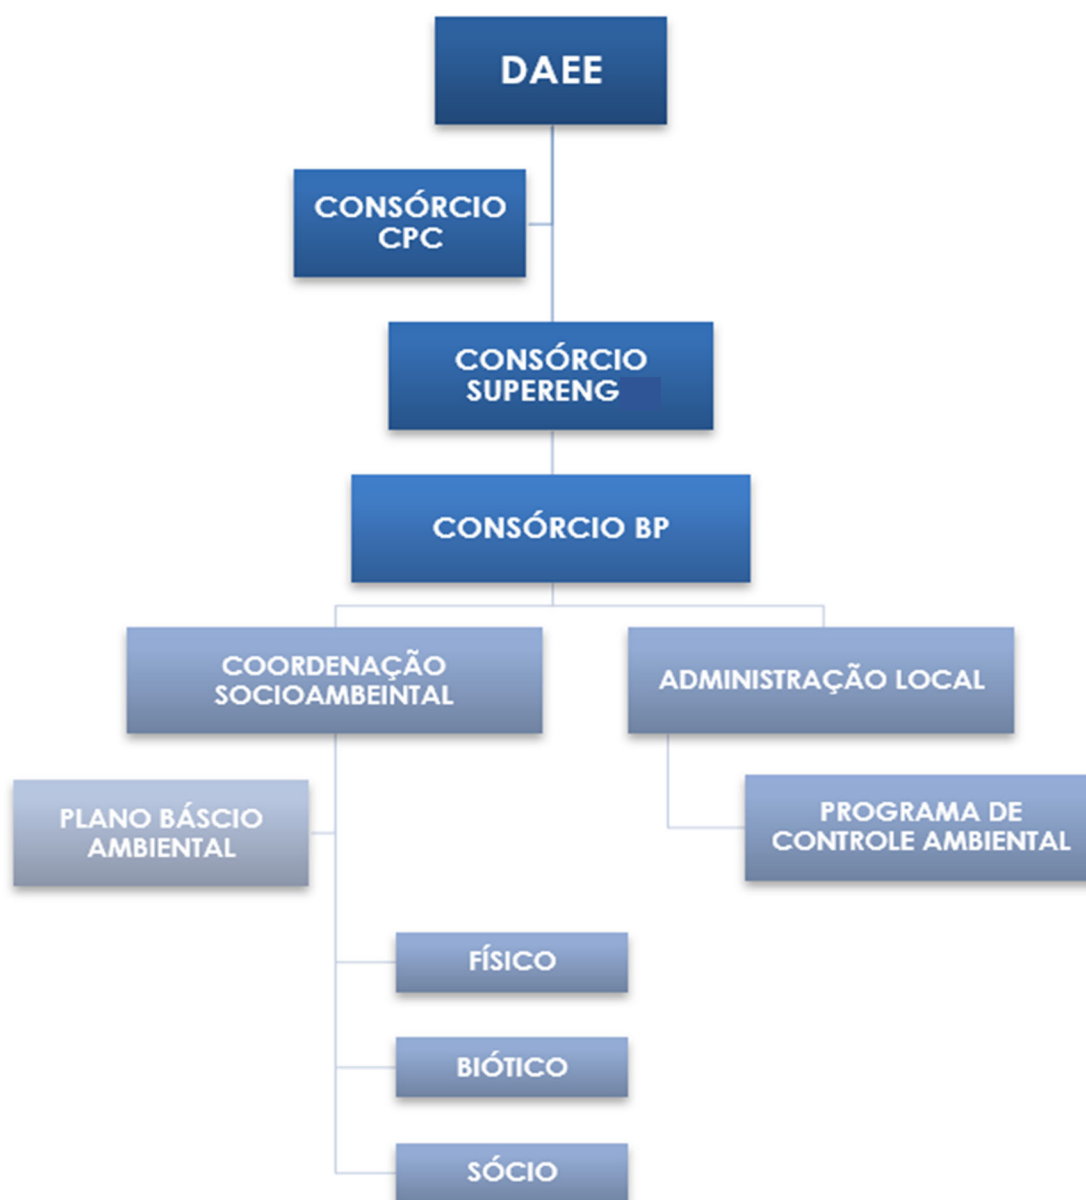 DAEE
CONSÓRCIO
CPC
CONSÓRCIO
SUPERENG
CONSÓRCIO BP
COORDENAÇÃO
SOCIOAMBEINTAL
ADMINISTRAÇÃO LOCAL
PLANO BÁSCIO
AMBIENTAL
PROGRAMA DE
CONTROLE AMBIENTAL
FÍSICO
BIÓTICO
SÓCIO